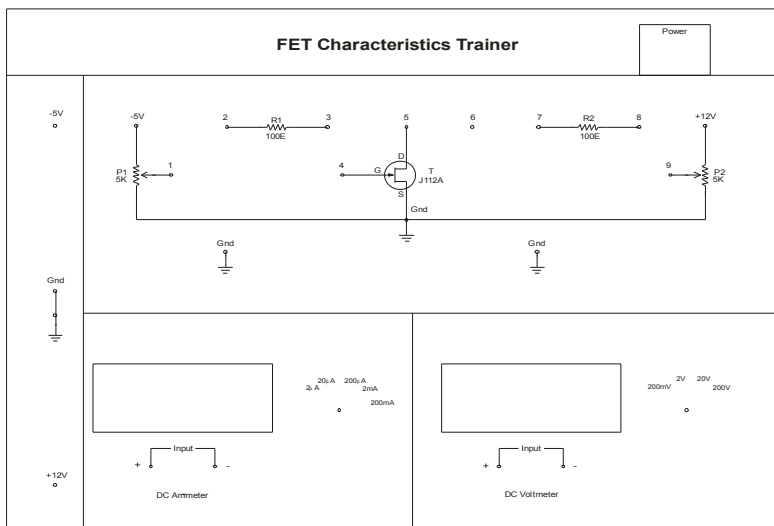 FET Characteristics Trainer
Power
-5V
Gnd
+12V
-5V
P1
5K
1
2
R1
100E
3
4
G
D
S
5
T
J112A
Gnd
6
7
R2
100E
8
9
+12V
P2
5K
Gnd
Gnd
2µA
20µA
200µA
2mA
200mA
+ Input -
DC Ammeter
200mV
2V
20V
200V
+ Input -
DC Voltmeter